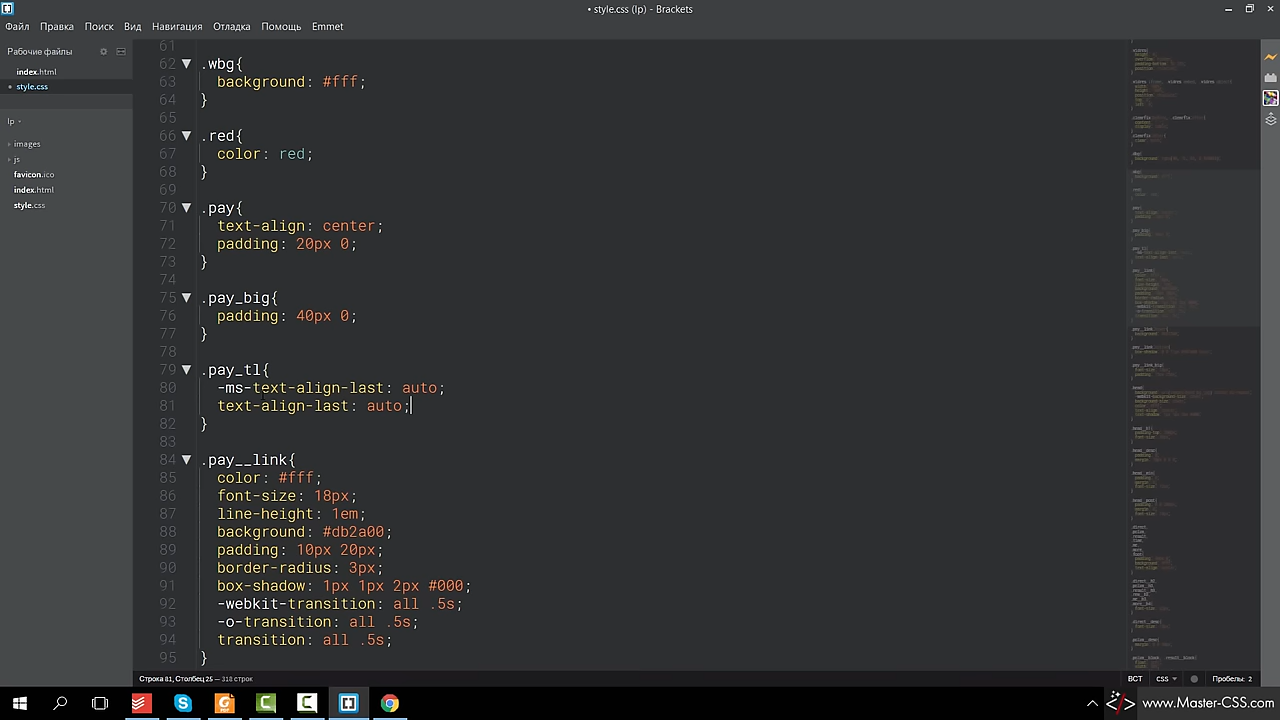 • style.css (lp) - Brackets
Файл Правка Поиск Вид Навигация Отладка Помощь Emmet
Рабочие файлы
index.html
• style.css
lp
images
js
favicon.ico
index.html
style.css
61
62 .wbg{
63 background: #fff;
64 }
65
66 .red{
67 color: red;
68 }
69
70 .pay{
71 text-align: center;
72 padding: 20px 0;
73 }
74
75 .pay_big{
76 padding: 40px 0;
77 }
78
79 .pay_tl{
80 -ms-text-align-last: auto;
81 text-align-last: auto;
82 }
83
84 .pay__link{
85 color: #fff;
86 font-size: 18px;
87 line-height: 1em;
88 background: #db2a00;
89 padding: 10px 20px;
90 border-radius:
91 box-shadow: 1px 1px 2px #000;
92 -webkit-transition: all .5s;
93 -o-transition: all .5s;
94 transition: all .5s;
95 }
Строка 81, Столбец 25 — 318 строк
ВСТ CSS Пробелы: 2
www.Master-CSS.com